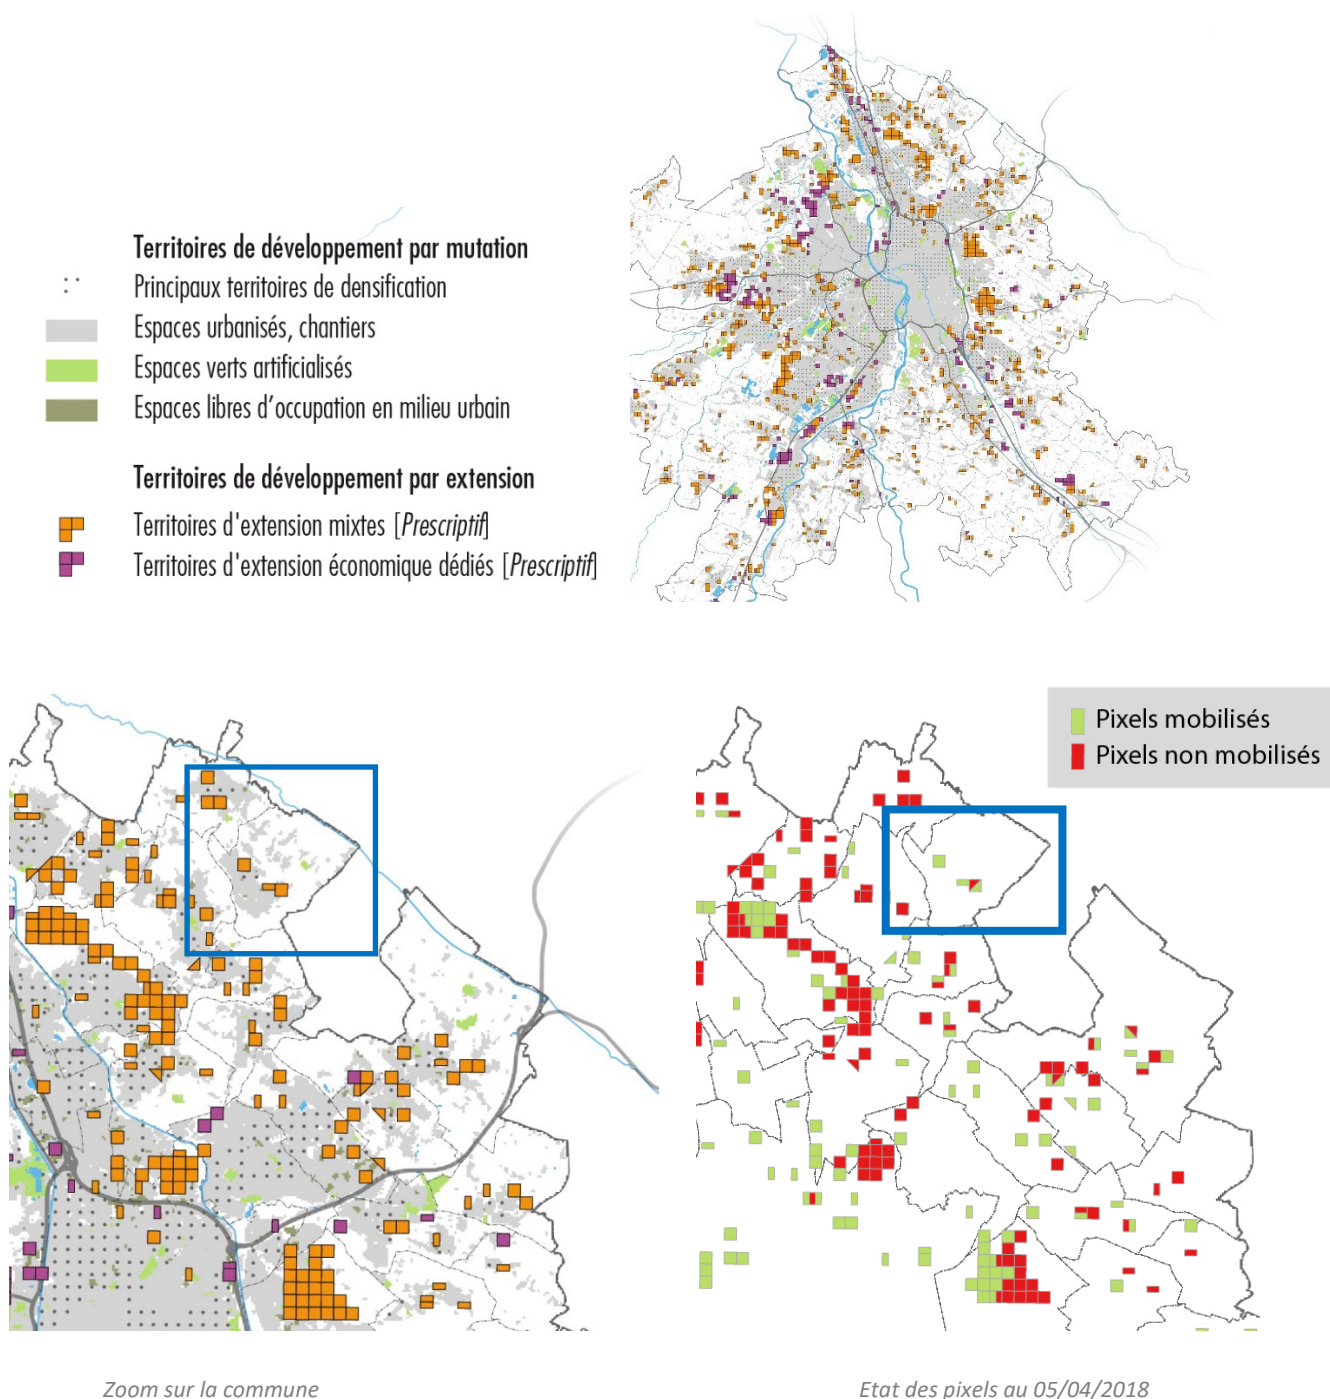 Territoires de développement par mutation
Principaux territoires de densification
Espaces urbanisés, chantiers
Espaces verts artificialisés
Espaces libres d'occupation en milieu urbain
Territoires de développement par extension
Territoires d'extension mixtes [Prescriptif]
Territoires d'extension économique dédiés [Prescriptif]
Pixels mobilisés
Pixels non mobilisés
Zoom sur la commune
Etat des pixels au 05/04/2018